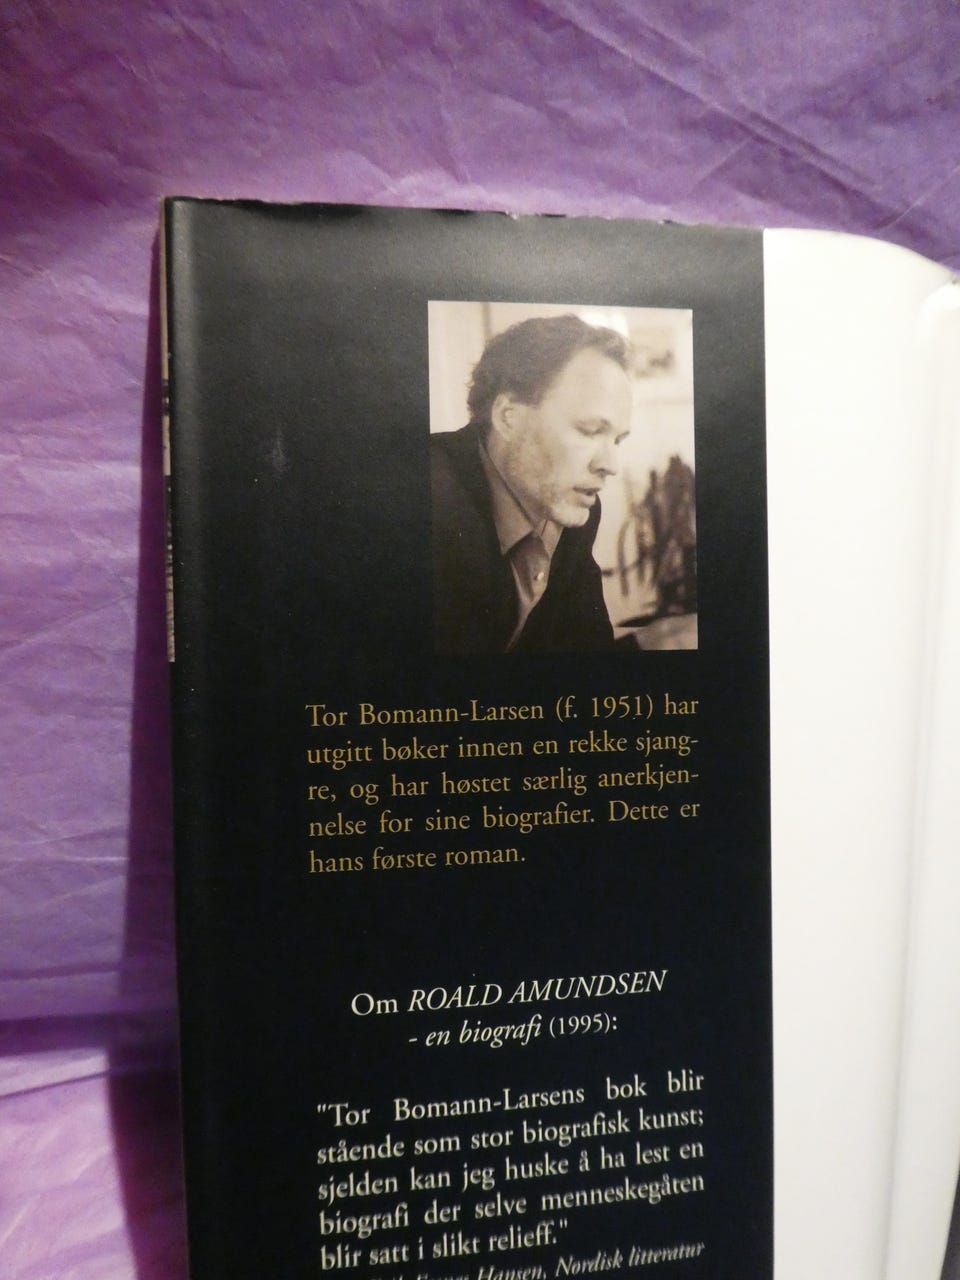 Tor Bomann-Larsen (f. 1951) har
utgitt bøker innen en rekke sjang-
re, og har høstet særlig anerkjen-
nelse for sine biografier. Dette er
hans første roman.
Om ROALD AMUNDSEN
- en biografi (1995):
"Tor Bomann-Larsens bok blir
stående som stor biografisk kunst;
sjelden kan jeg huske å ha lest en
biografi der selve menneskegåten
blir satt i slikt relieff."
Hansen, Nordisk litteratur